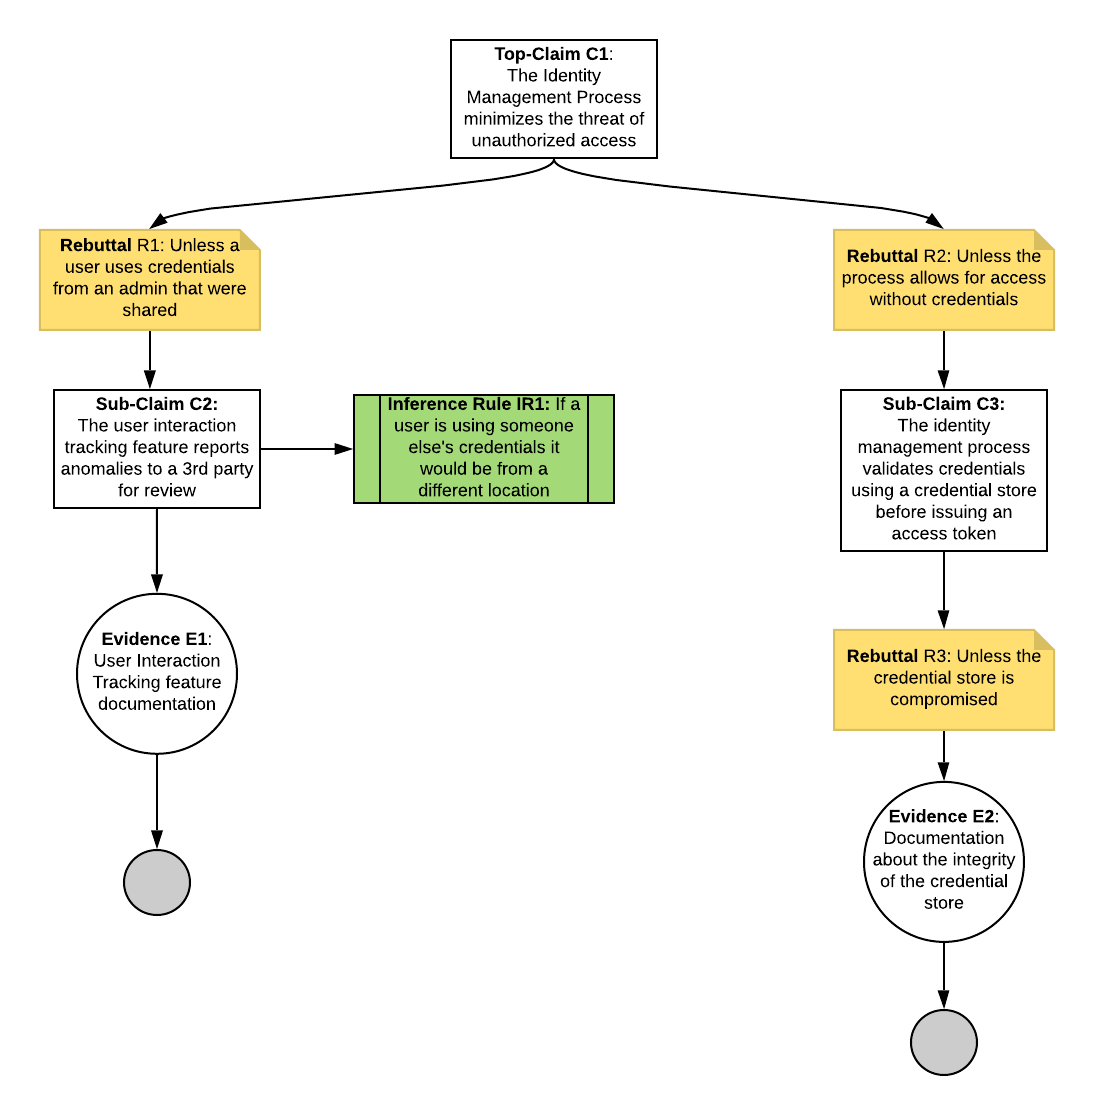 Top-Claim C1:
The Identity
Management Process
minimizes the threat of
unauthorized access
Rebuttal R1: Unless a
user uses credentials
from an admin that were
shared
Rebuttal R2: Unless the
process allows for access
without credentials
Sub-Claim C2:
The user interaction
tracking feature reports
anomalies to a 3rd party
for review
Inference Rule IR1: If a
user is using someone
else's credentials it
would be from a
different location
Sub-Claim C3:
The identity
management process
validates credentials
using a credential store
before issuing an
access token
Evidence E1:
User Interaction
Tracking feature
documentation
Rebuttal R3: Unless the
credential store is
compromised
Evidence E2:
Documentation
about the integrity
of the credential
store